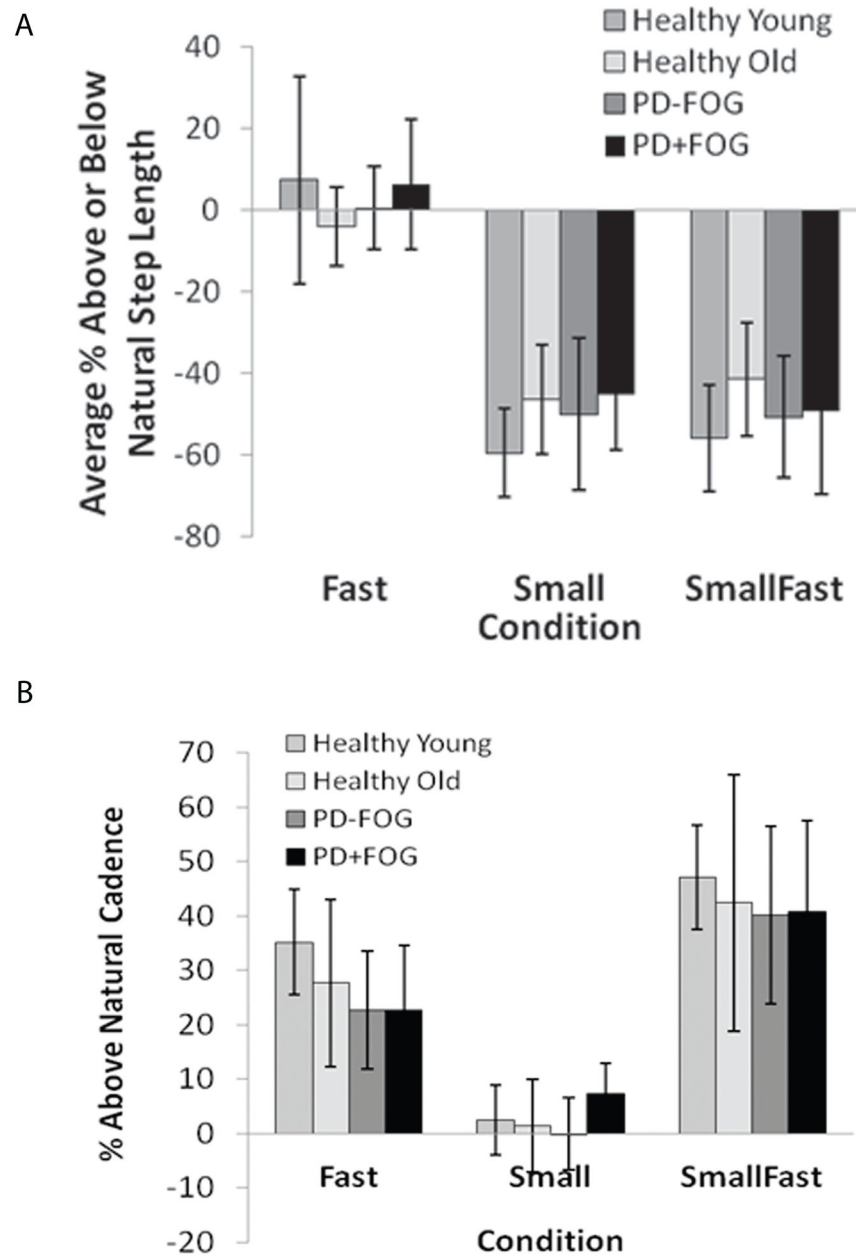 A
Healthy Young
Healthy Old
PD-FOG
PD+FOG
Average % Above or Below
Natural Step Length
40
20
0
-20
-40
-60
-80
Fast
Small
SmallFast
Condition
B
Healthy Young
Healthy Old
PD-FOG
PD+FOG
% Above Natural Cadence
70
60
50
40
30
20
10
0
-10
-20
Fast
Small
SmallFast
Condition